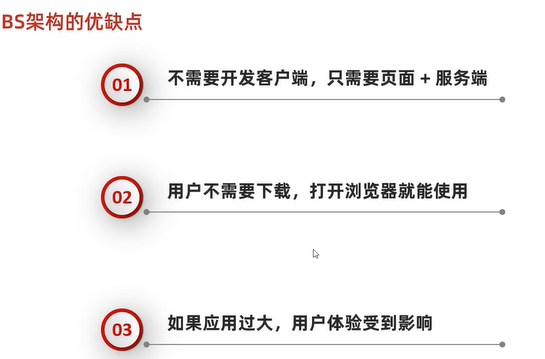 BS架构的优缺点
01
不需要开发客户端，只需要页面 + 服务端
02
用户不需要下载，打开浏览器就能使用
03
如果应用过大，用户体验受到影响